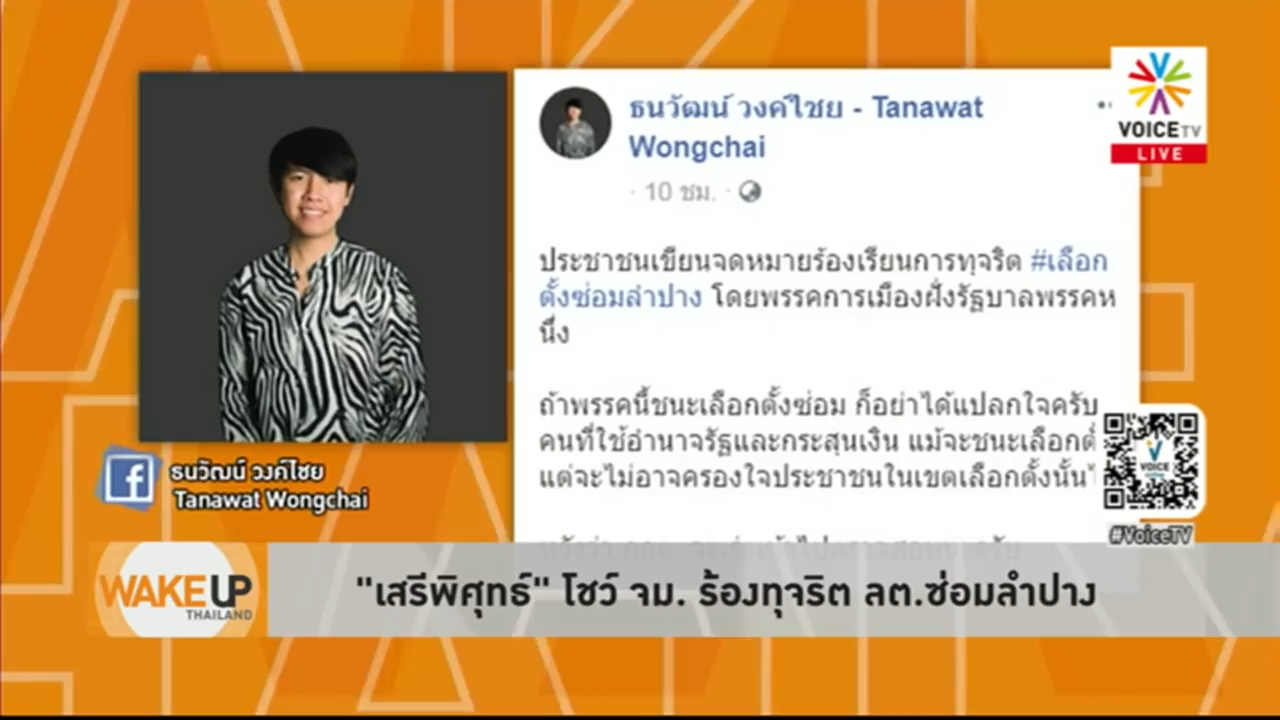 ธนวัฒน์ วงค์ไชย - Tanawat
Wongchai
· 10 ชม. ·
VOICE TV
LIVE
ประชาชนเขียนจดหมายร้องเรียนการทุจริต #เลือก
ตั้งซ่อมลำปาง โดยพรรคการเมืองฝั่งรัฐบาลพรรคห
นึ่ง
ถ้าพรรคนี้ชนะเลือกตั้งซ่อม ก็อย่าได้แปลกใจครับ
คนที่ใช้อำนาจรัฐและกระสุนเงิน แม้จะชนะเลือกตั้
แต่จะไม่อาจครองใจประชาชนในเขตเลือกตั้งนั้นไ
ธนวัฒน์ วงค์ไชย
Tanawat Wongchai
VOICE
#VoiceTV
WAKE UP
THAILAND
"เสรีพิศุทธ์" โชว์ จม. ร้องทุจริต ลต.ซ่อมลำปาง